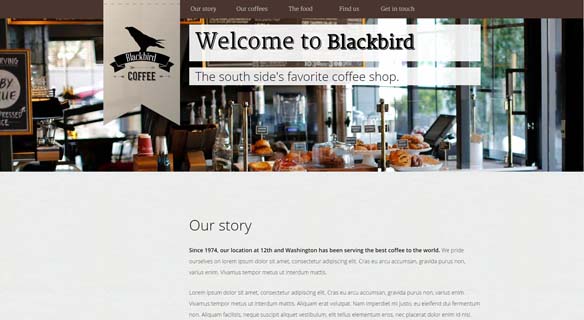 Our story Our coffees The food Find us Get in touch
Blackbird
COFFEE
Welcome to Blackbird
The south side's favorite coffee shop.
Our story
Since 1974, our location at 12th and Washington has been serving the best coffee to the world. We pride
ourselves on lorem ipsum dolor sit amet, consectetur adipiscing elit. Cras eu arcu accumsan, gravida purus non,
varius enim. Vivamus tempor metus ut interdum mattis.
Lorem ipsum dolor sit amet, consectetur adipiscing elit. Cras eu arcu accumsan, gravida purus non, varius enim.
Vivamus tempor metus ut interdum mattis. Aliquam erat volutpat. Nam imperdiet mi justo, eu eleifend dui fermentum
non. Aliquam facilisis, neque suscipit aliquet vestibulum, elit tellus elementum eros, nec placerat dolor enim id nisl.